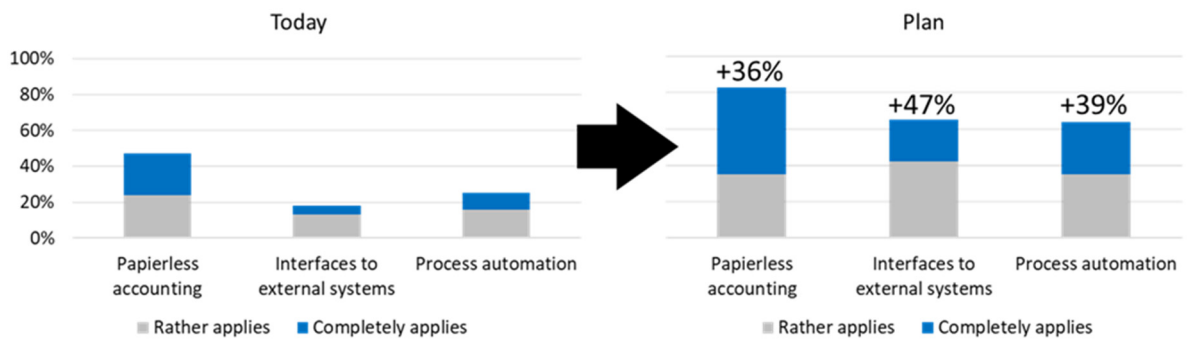 Today
100%
80%
60%
40%
20%
0%
Papierless
accounting
Interfaces to
external systems
Process automation
Rather applies
Completely applies
Plan
+36%
+47%
+39%
Papierless
accounting
Interfaces to
external systems
Process automation
Rather applies
Completely applies